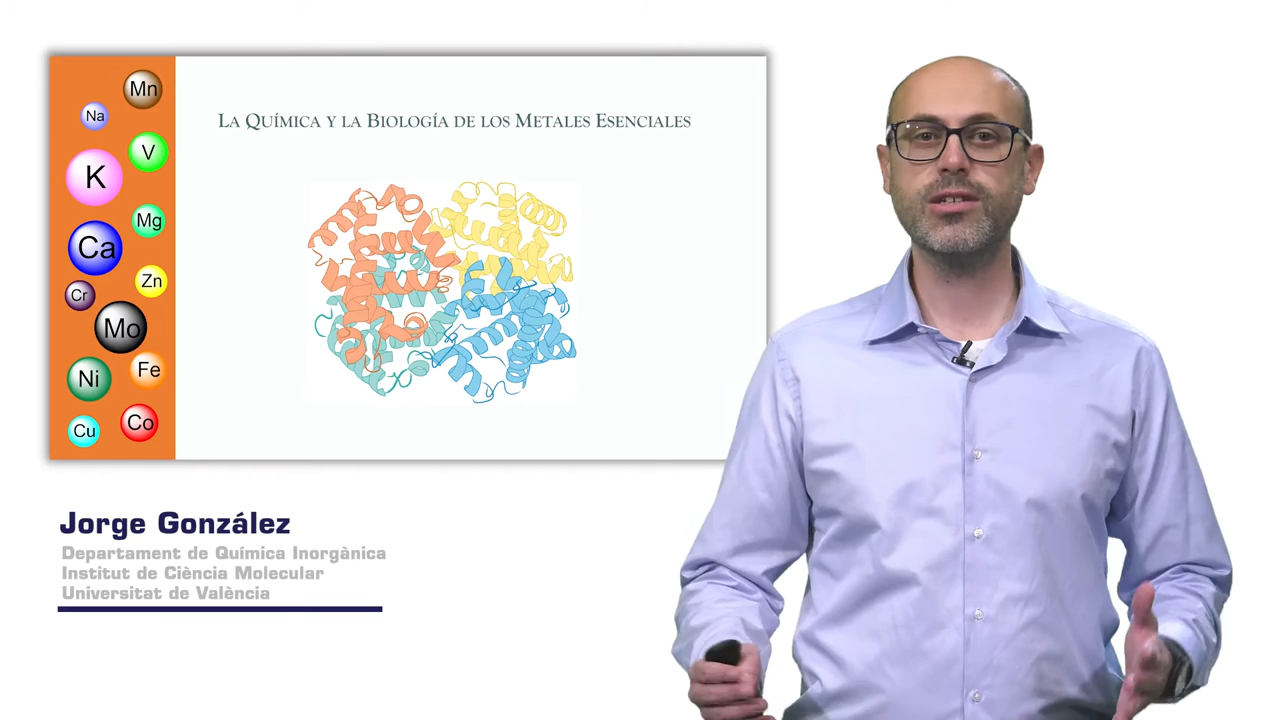 Mn
Na
V
K
Mg
Ca
Zn
Cr
Mo
Ni
Fe
Cu
Co
La Química y la Biología de los Metales Esenciales
Jorge González
Departament de Química Inorgànica
Institut de Ciència Molecular
Universitat de València